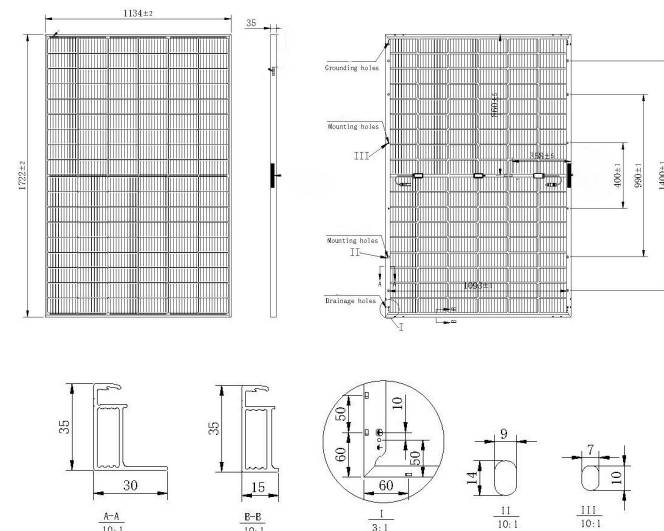 1134±2
35
1722±2
Grounding holes
Mounting holes
III
Mounting holes
II
Drainage holes
I
860±5
358±5
400±1
990±1
1400±1
1093±1
A
A
B
B
35
30
A-A
10:1
35
15
B-B
10:1
50
60
10
50
60
I
3:1
9
14
II
10:1
7
10
III
10:1